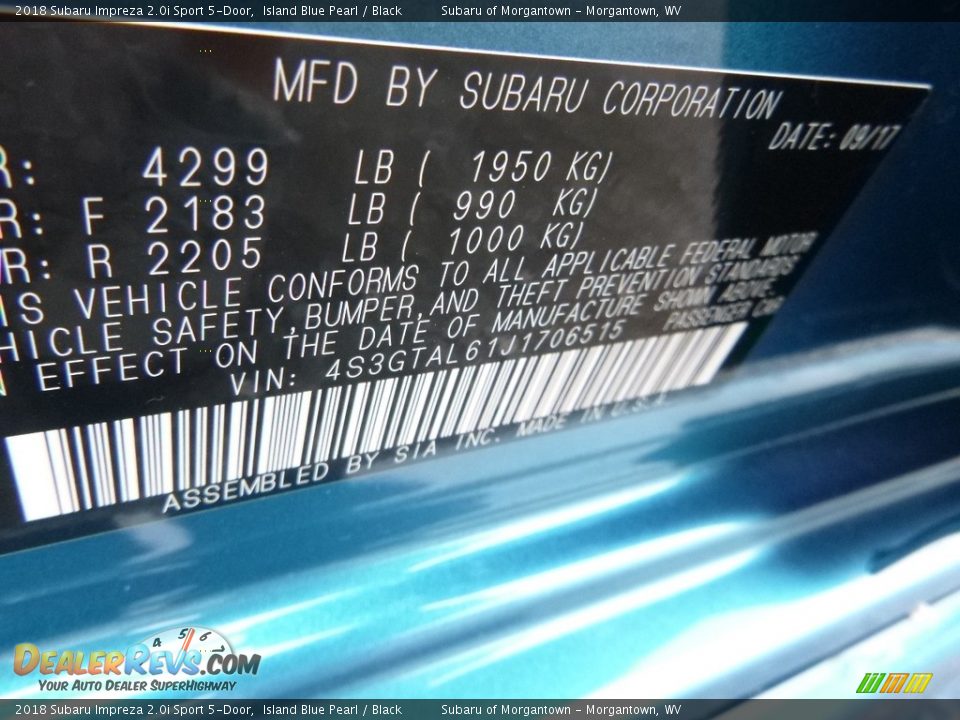 2018 Subaru Impreza 2.0i Sport 5-Door, Island Blue Pearl / Black Subaru of Morgantown - Morgantown, WV
MFD BY SUBARU CORPORATION
DATE: 09/17
R: 4299 LB ( 1950 KG)
R: F 2183 LB ( 990 KG)
WR: R 2205 LB ( 1000 KG)
IS VEHICLE CONFORMS TO ALL APPLICABLE FEDERAL MOTOR
HICLE SAFETY,BUMPER,AND THEFT PREVENTION STANDARDS
N EFFECT ON THE DATE OF MANUFACTURE SHOWN ABOVE.
VIN: 4S3GTAL61J1706515 PASSENGER CAR
ASSEMBLED BY SIA INC. MADE IN U.S.A.
4 5 6
DEALERREVS.COM
YOUR AUTO DEALER SUPERHIGHWAY
2018 Subaru Impreza 2.0i Sport 5-Door, Island Blue Pearl / Black Subaru of Morgantown - Morgantown, WV